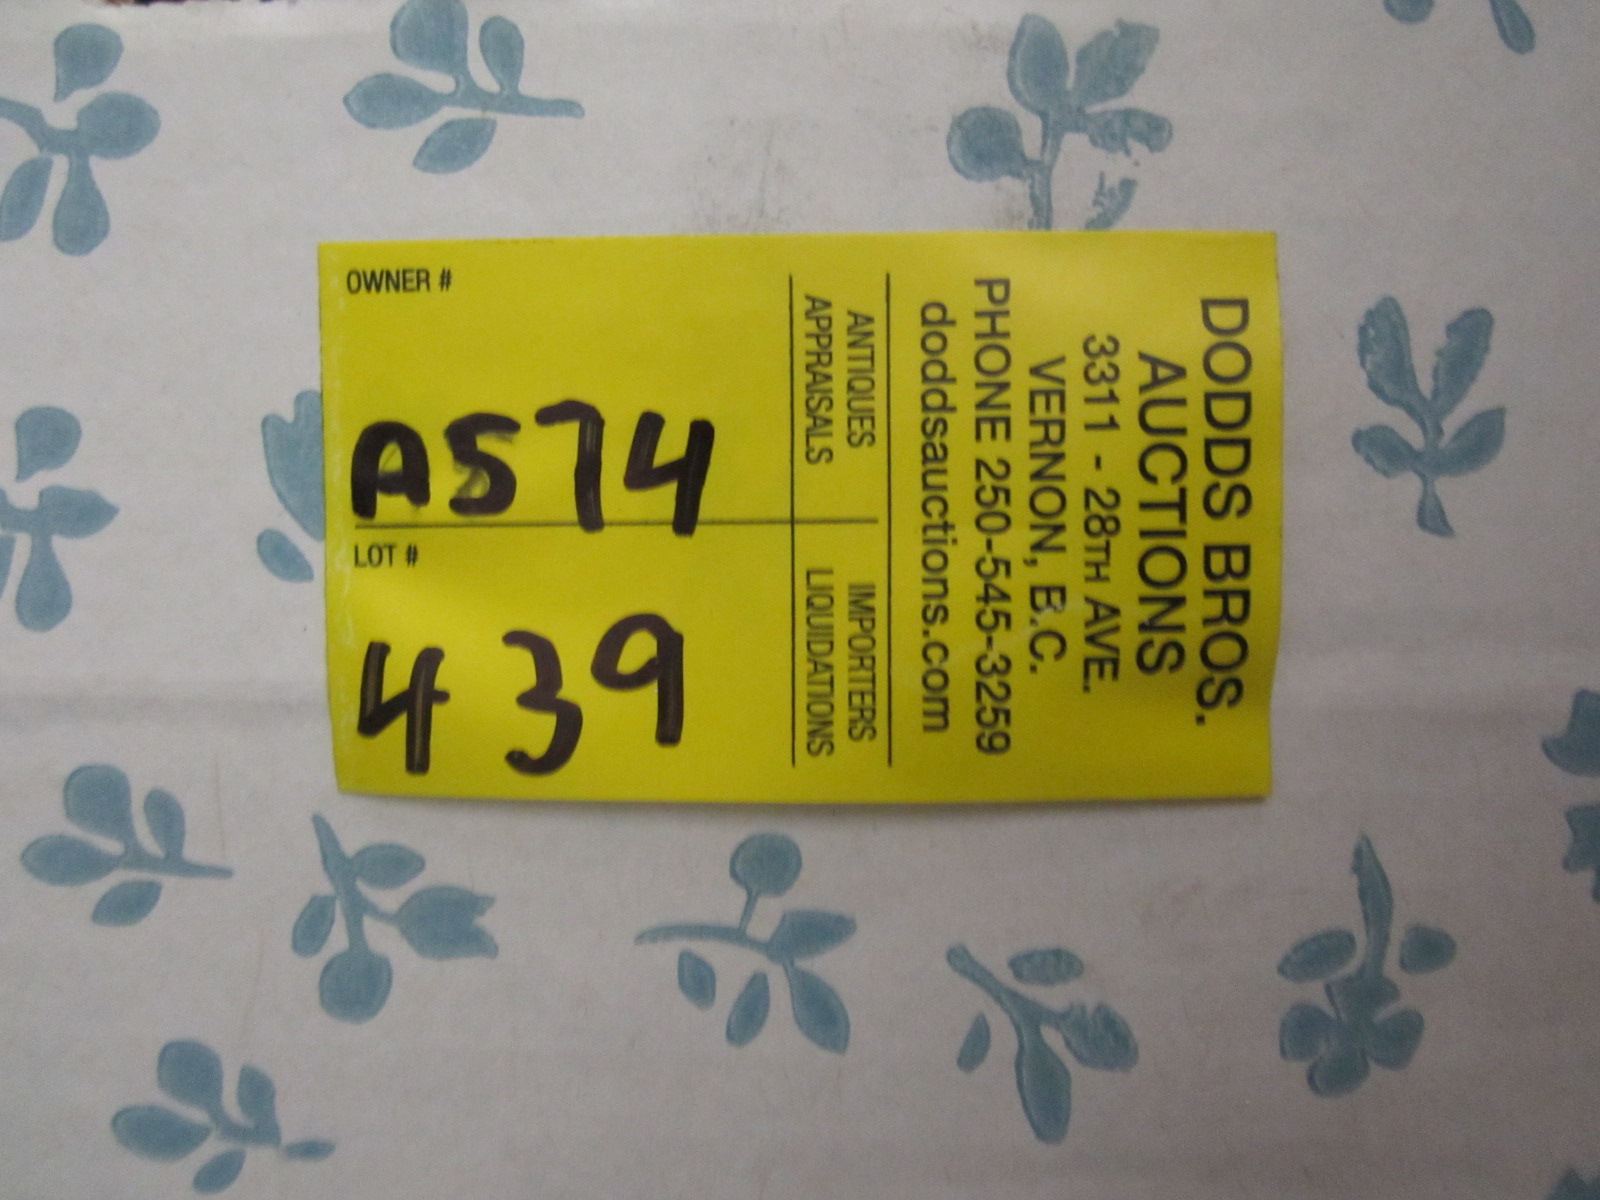 DODDS BROS.
AUCTIONS
3311 - 28TH AVE.
VERNON, B.C.
PHONE 250-545-3259
doddsauctions.com
ANTIQUES
APPRAISALS
IMPORTERS
LIQUIDATIONS
OWNER #
A574
LOT #
439